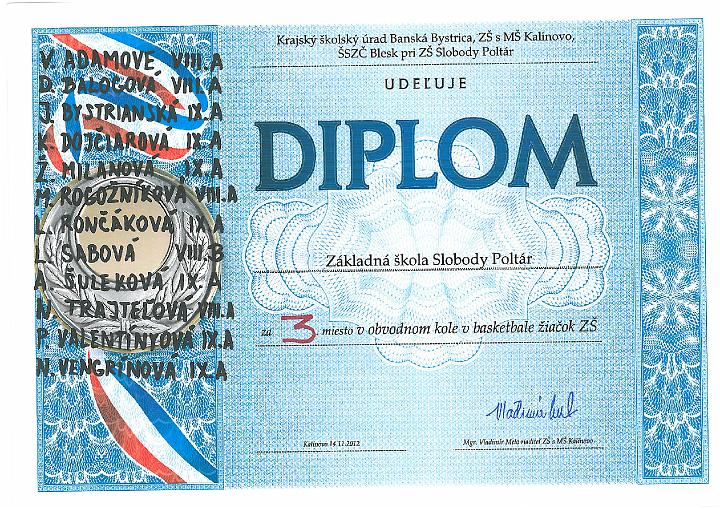 Krajský školský úrad Banská Bystrica, ZŠ s MŠ Kalinovo,
ŠSZČ Blesk pri ZŠ Slobody Poltár
UDEĽUJE
DIPLOM
Základná škola Slobody Poltár
za 3 miesto v obvodnom kole v basketbale žiačok ZŠ
Kalinovo 14.11.2012
Mgr. Vladimír Melo riaditeľ ZŠ s MŠ Kalinovo
V. ADAMOVE VIII.A
D. BALOGOVÁ VIII.A
J. BYSTRIANSKÁ IX.A
K. DOJČIAROVÁ IX.A
Ž. MILANOVÁ IX.A
M. ROGOŽNÍKOVÁ VIII.A
L. RONČÁKOVÁ IX.A
L. SABOVÁ VIII.B
A. ŠULEKOVÁ IX.A
N. TRAJTEĽOVÁ VIII.A
P. VALENTÍNYOVÁ IX.A
N. VENGRÍNOVÁ IX.A